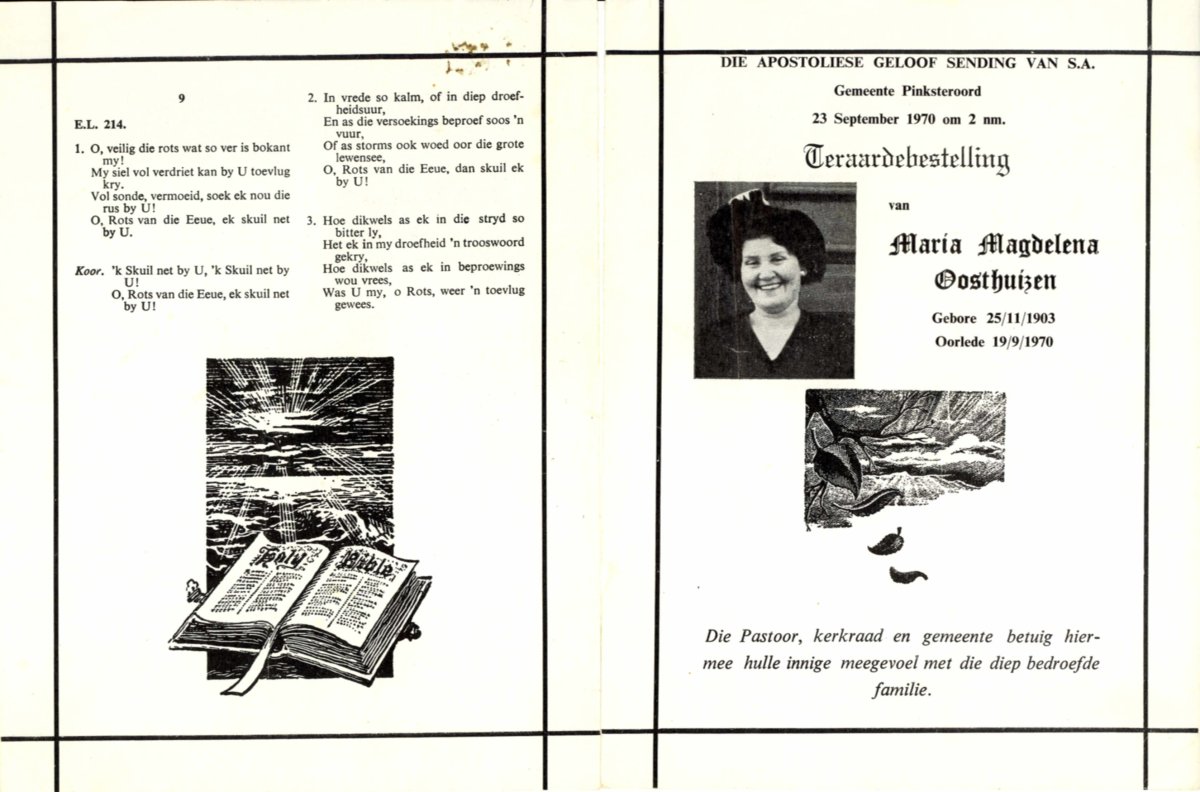 9
E.L. 214.
1. O, veilig die rots wat so ver is bokant
my!
My siel vol verdriet kan by U toevlug
kry.
Vol sonde, vermoeid, soek ek nou die
rus by U!
O, Rots van die Eeue, ek skuil net
by U.
Koor. 'k Skuil net by U, 'k Skuil net by
U!
O, Rots van die Eeue, ek skuil net
by U!
2. In vrede so kalm, of in diep droef-
heidsuur,
En as die versoekings beproef soos 'n
vuur,
Of as storms ook woed oor die grote
lewensee,
O, Rots van die Eeue, dan skuil ek
by U!
3. Hoe dikwels as ek in die stryd so
bitter ly,
Het ek in my droefheid 'n trooswoord
gekry,
Hoe dikwels as ek in beproewings
wou vrees,
Was U my, o Rots, weer 'n toevlug
gewees.
Holy Bible
DIE APOSTOLIESE GELOOF SENDING VAN S.A.
Gemeente Pinksteroord
23 September 1970 om 2 nm.
Teraardebestelling
van
Maria Magdelena
Oosthuizen
Gebore 25/11/1903
Oorlede 19/9/1970
Die Pastoor, kerkraad en gemeente betuig hier-
mee hulle innige meegevoel met die diep bedroefde
familie.